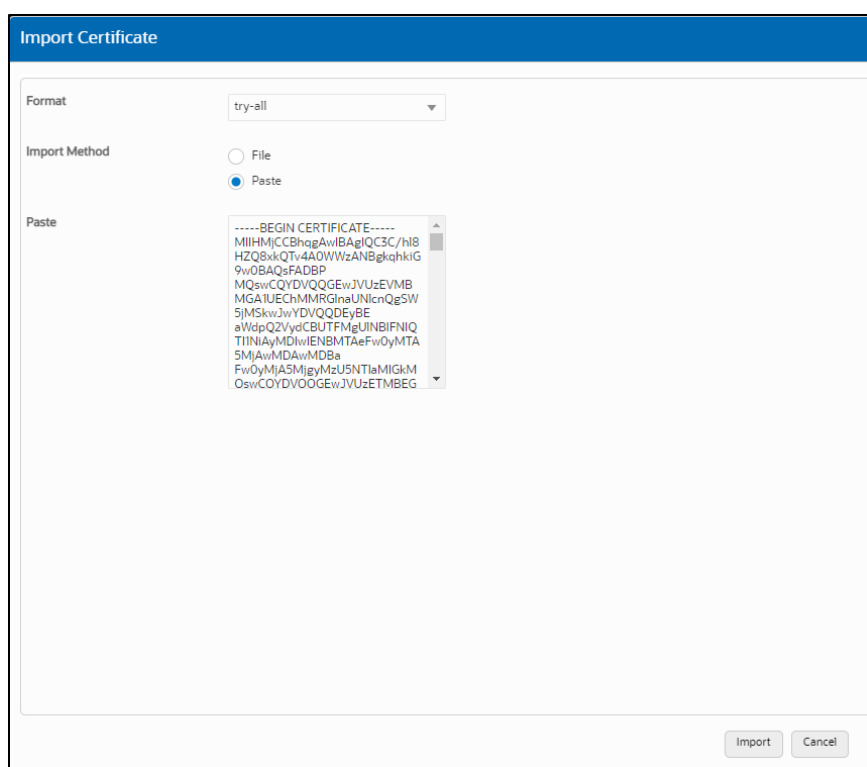 Import Certificate
Format
try-all
Import Method
File
Paste
Paste
-----BEGIN CERTIFICATE-----
MIIHMjCCBhqgAwIBAgIQC3C/hI8
HZQ8xkQTv4A0WWzANBgkqhkiG
9w0BAQsFADBP
MQswCQYDVQQGEwJVUzEVMB
MGA1UEChMMRGlnaUNlcnQgSW
5jMSkwJwYDVQQDEyBE
aWdpQ2VydCBUTFMgUlNBIFNIQ
TI1NiAyMDIwIENBMTAeFw0yMTA
5MjAwMDAwMDBa
Fw0yMjA5MjgyMzU5NTlaMIGkM
QswCQYDVQQGEwJVUzETMBEG
Import
Cancel